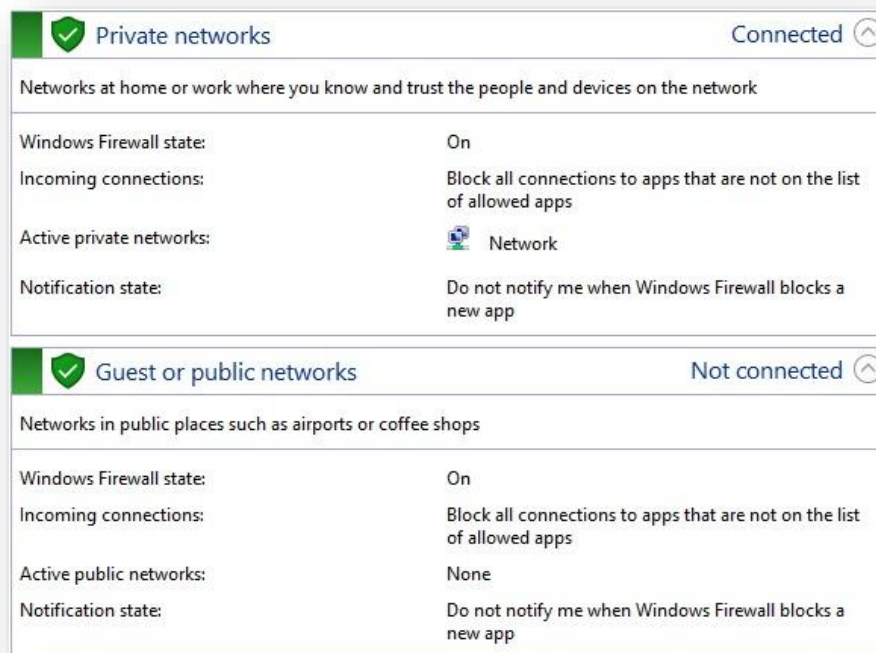 Private networks
Connected
Networks at home or work where you know and trust the people and devices on the network
Windows Firewall state:
On
Incoming connections:
Block all connections to apps that are not on the list
of allowed apps
Active private networks:
Network
Notification state:
Do not notify me when Windows Firewall blocks a
new app
Guest or public networks
Not connected
Networks in public places such as airports or coffee shops
Windows Firewall state:
On
Incoming connections:
Block all connections to apps that are not on the list
of allowed apps
Active public networks:
None
Notification state:
Do not notify me when Windows Firewall blocks a
new app